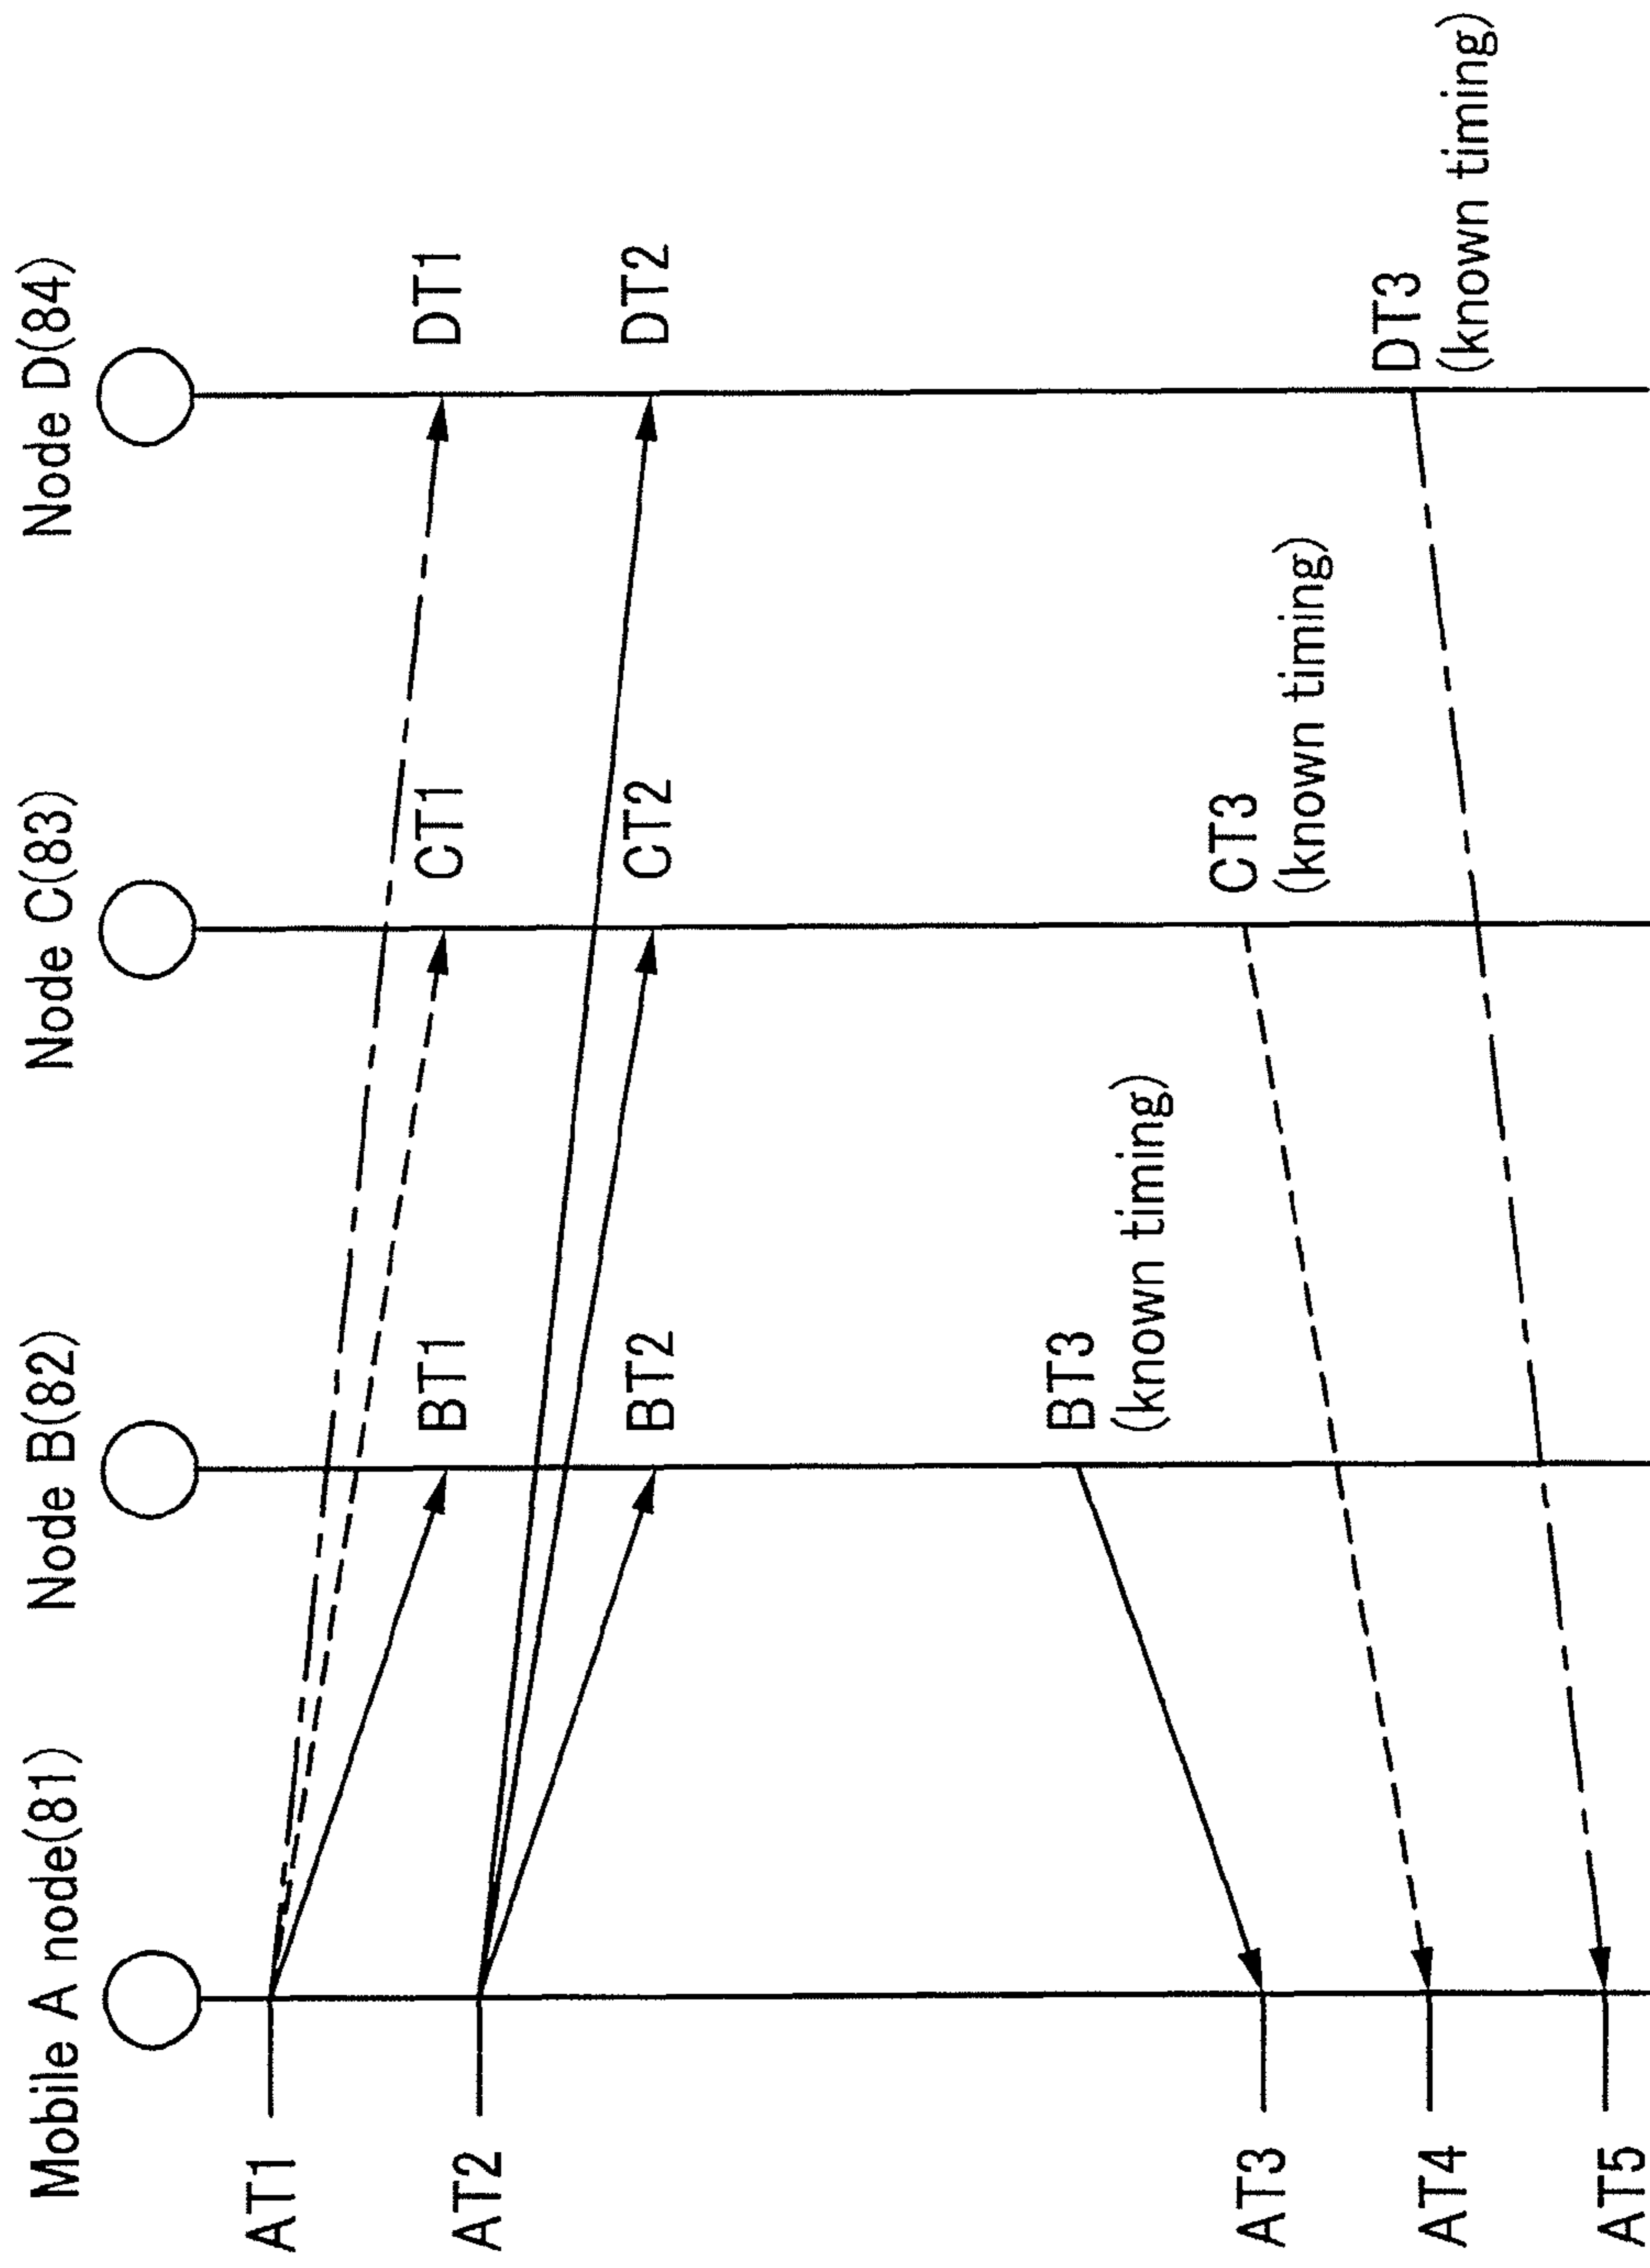 Mobile A node(81)
Node B(82)
Node C(83)
Node D(84)
AT1
BT1
CT1
DT1
AT2
BT2
CT2
DT2
BT3
(known timing)
CT3
(known timing)
DT3
(known timing)
AT3
AT4
AT5